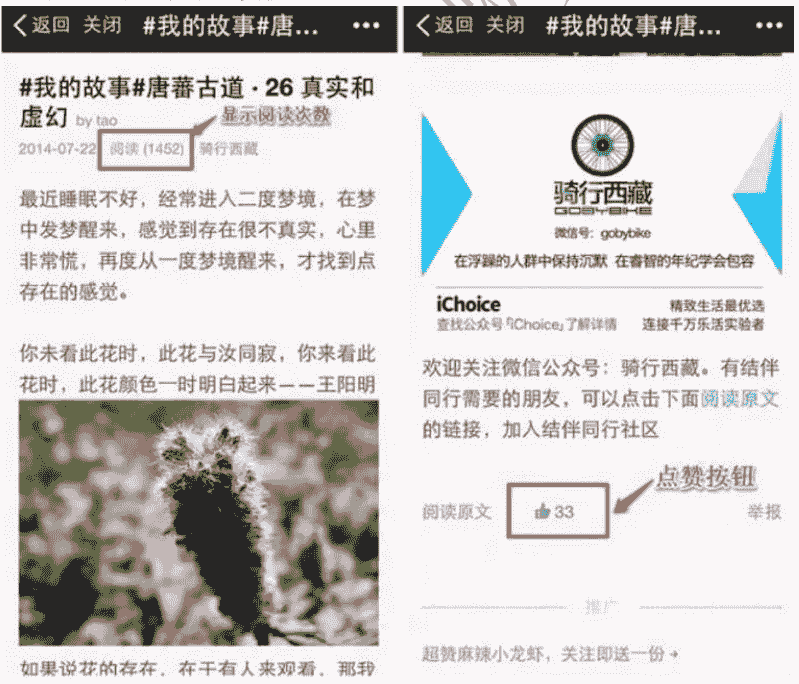 返回 关闭 #我的故事#唐... •••
#我的故事#唐蕃古道·26 真实和
虚幻 by tao
显示阅读次数
2014-07-22 阅读 (1452) 骑行西藏
最近睡眠不好，经常进入二度梦境，在梦
中发梦醒来，感觉到存在很不真实，心里
非常慌，再度从一度梦境醒来，才找到点
存在的感觉。
你未看此花时，此花与汝同寂，你来看此
花时，此花颜色一时明白起来——王阳明
如果说花的存在，在于有人来观看，那我
返回 关闭 #我的故事#唐... •••
骑行西藏
GOBYBIKE
微信号：gobybike
在浮躁的人群中保持沉默 在睿智的年纪学会包容
iChoice 精致生活最优选
查找公众号「iChoice」了解详情 连接千万乐活实验者
欢迎关注微信公众号：骑行西藏。有结伴
同行需要的朋友，可以点击下面阅读原文
的链接，加入结伴同行社区
点赞按钮
阅读原文 33 举报
推广
超赞麻辣小龙虾，关注即送一份